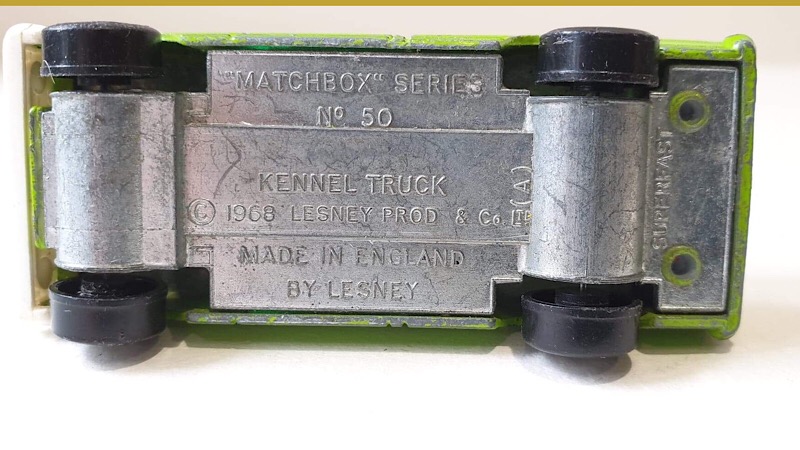 "MATCHBOX" SERIES
Nº 50
KENNEL TRUCK
(A)
© 1968 LESNEY PROD & Co. LTD
MADE IN ENGLAND
BY LESNEY
SUPERFAST